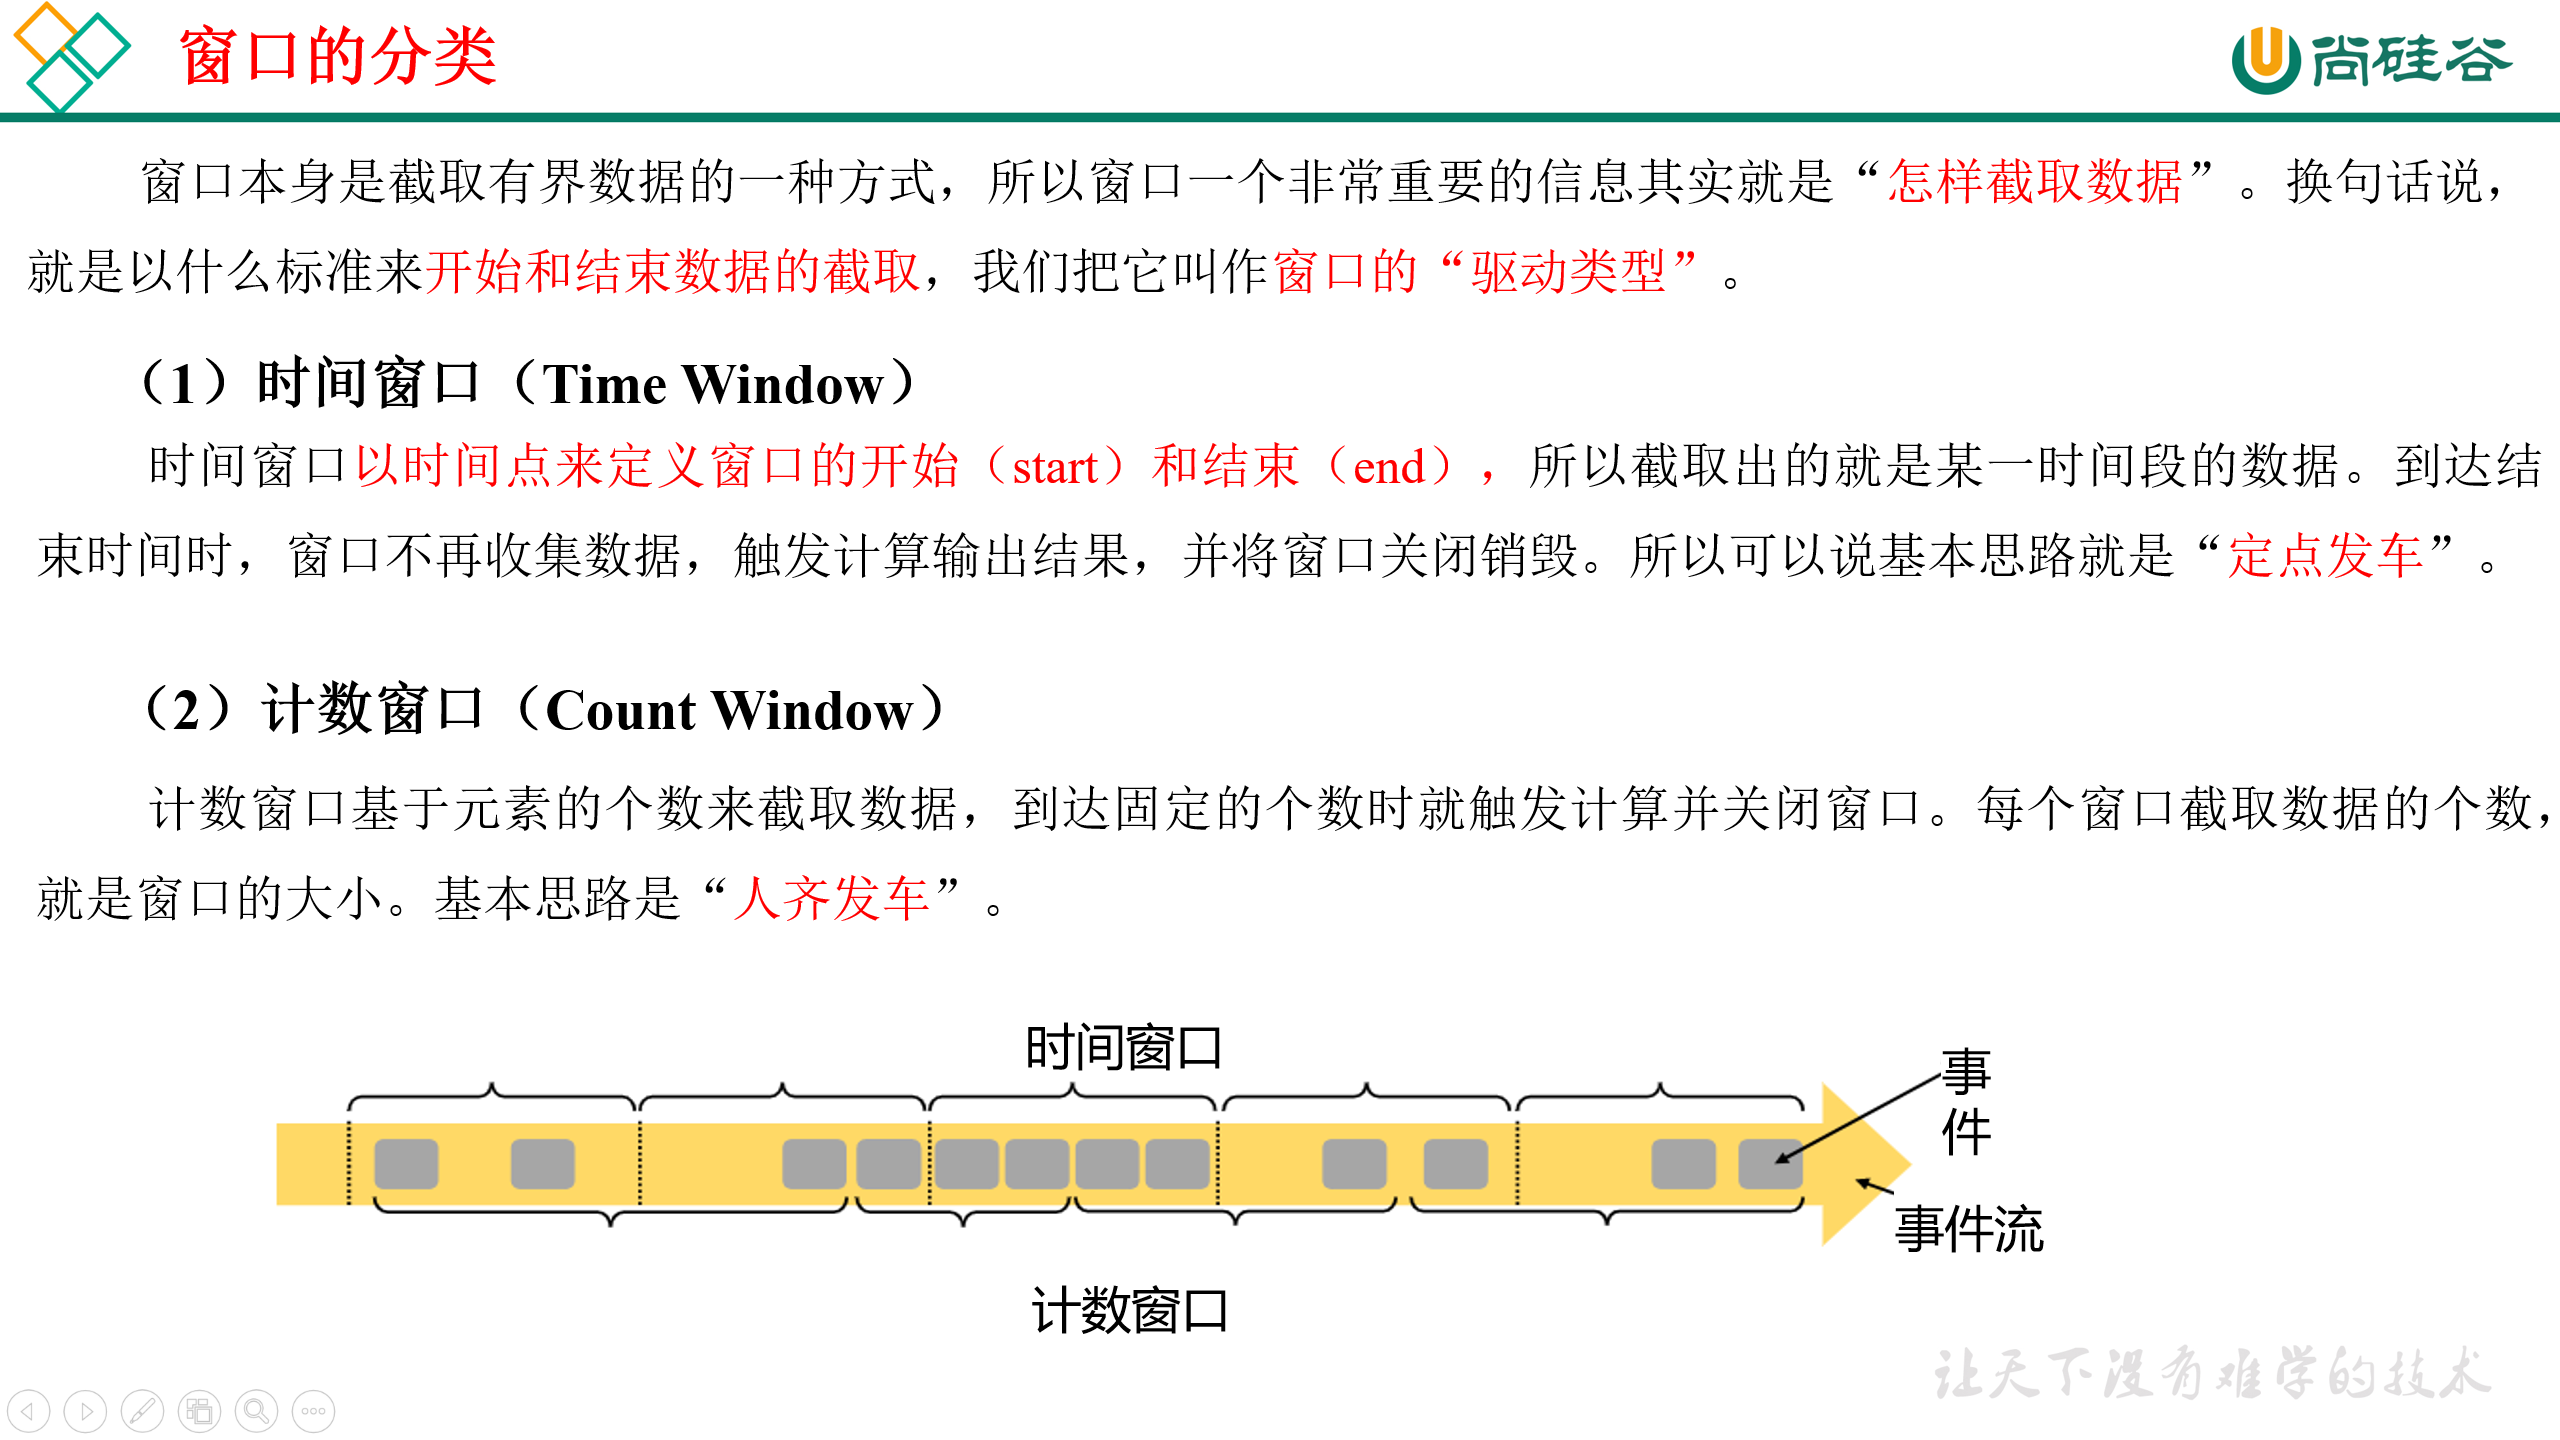 窗口的分类
尚硅谷
窗口本身是截取有界数据的一种方式，所以窗口一个非常重要的信息其实就是“怎样截取数据”。换句话说，
就是以什么标准来开始和结束数据的截取，我们把它叫作窗口的“驱动类型”。
（1）时间窗口（Time Window）
时间窗口以时间点来定义窗口的开始（start）和结束（end），所以截取出的就是某一时间段的数据。到达结
束时间时，窗口不再收集数据，触发计算输出结果，并将窗口关闭销毁。所以可以说基本思路就是“定点发车”。
（2）计数窗口（Count Window）
计数窗口基于元素的个数来截取数据，到达固定的个数时就触发计算并关闭窗口。每个窗口截取数据的个数，
就是窗口的大小。基本思路是“人齐发车”。
时间窗口
事
件
事件流
计数窗口
让天下没有难学的技术